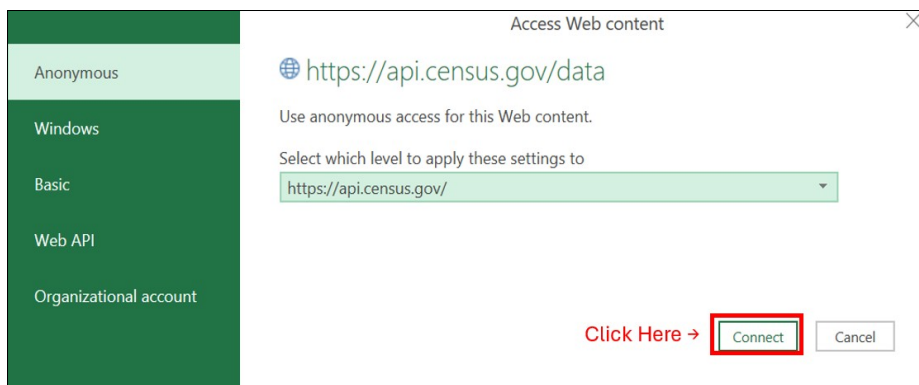 Access Web content
Anonymous
Windows
Basic
Web API
Organizational account
https://api.census.gov/data
Use anonymous access for this Web content.
Select which level to apply these settings to
https://api.census.gov/
Click Here → Connect Cancel